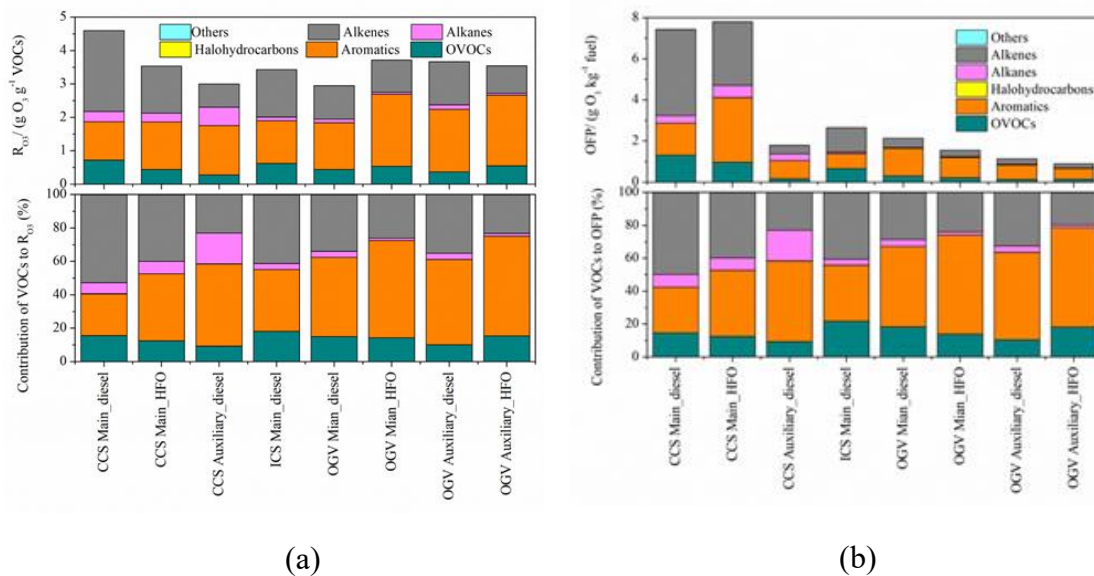 5
4
3
2
1
0
R_O3/ (g O_3 g^-1 VOCs)
Others
Alkenes
Alkanes
Halohydrocarbons
Aromatics
OVOCs
100
80
60
40
20
0
Contribution of VOCs to R_O3 (%)
CCS Main_diesel
CCS Main_HFO
CCS Auxiliary_diesel
ICS Main_diesel
OGV Mian_diesel
OGV Mian_HFO
OGV Auxiliary_diesel
OGV Auxiliary_HFO
(a)
8
6
4
2
0
OFP/ (g O_3 kg^-1 fuel)
Others
Alkenes
Alkanes
Halohydrocarbons
Aromatics
OVOCs
100
80
60
40
20
0
Contribution of VOCs to OFP (%)
CCS Main_diesel
CCS Main_HFO
CCS Auxiliary_diesel
ICS Main_diesel
OGV Mian_diesel
OGV Mian_HFO
OGV Auxiliary_diesel
OGV Auxiliary_HFO
(b)